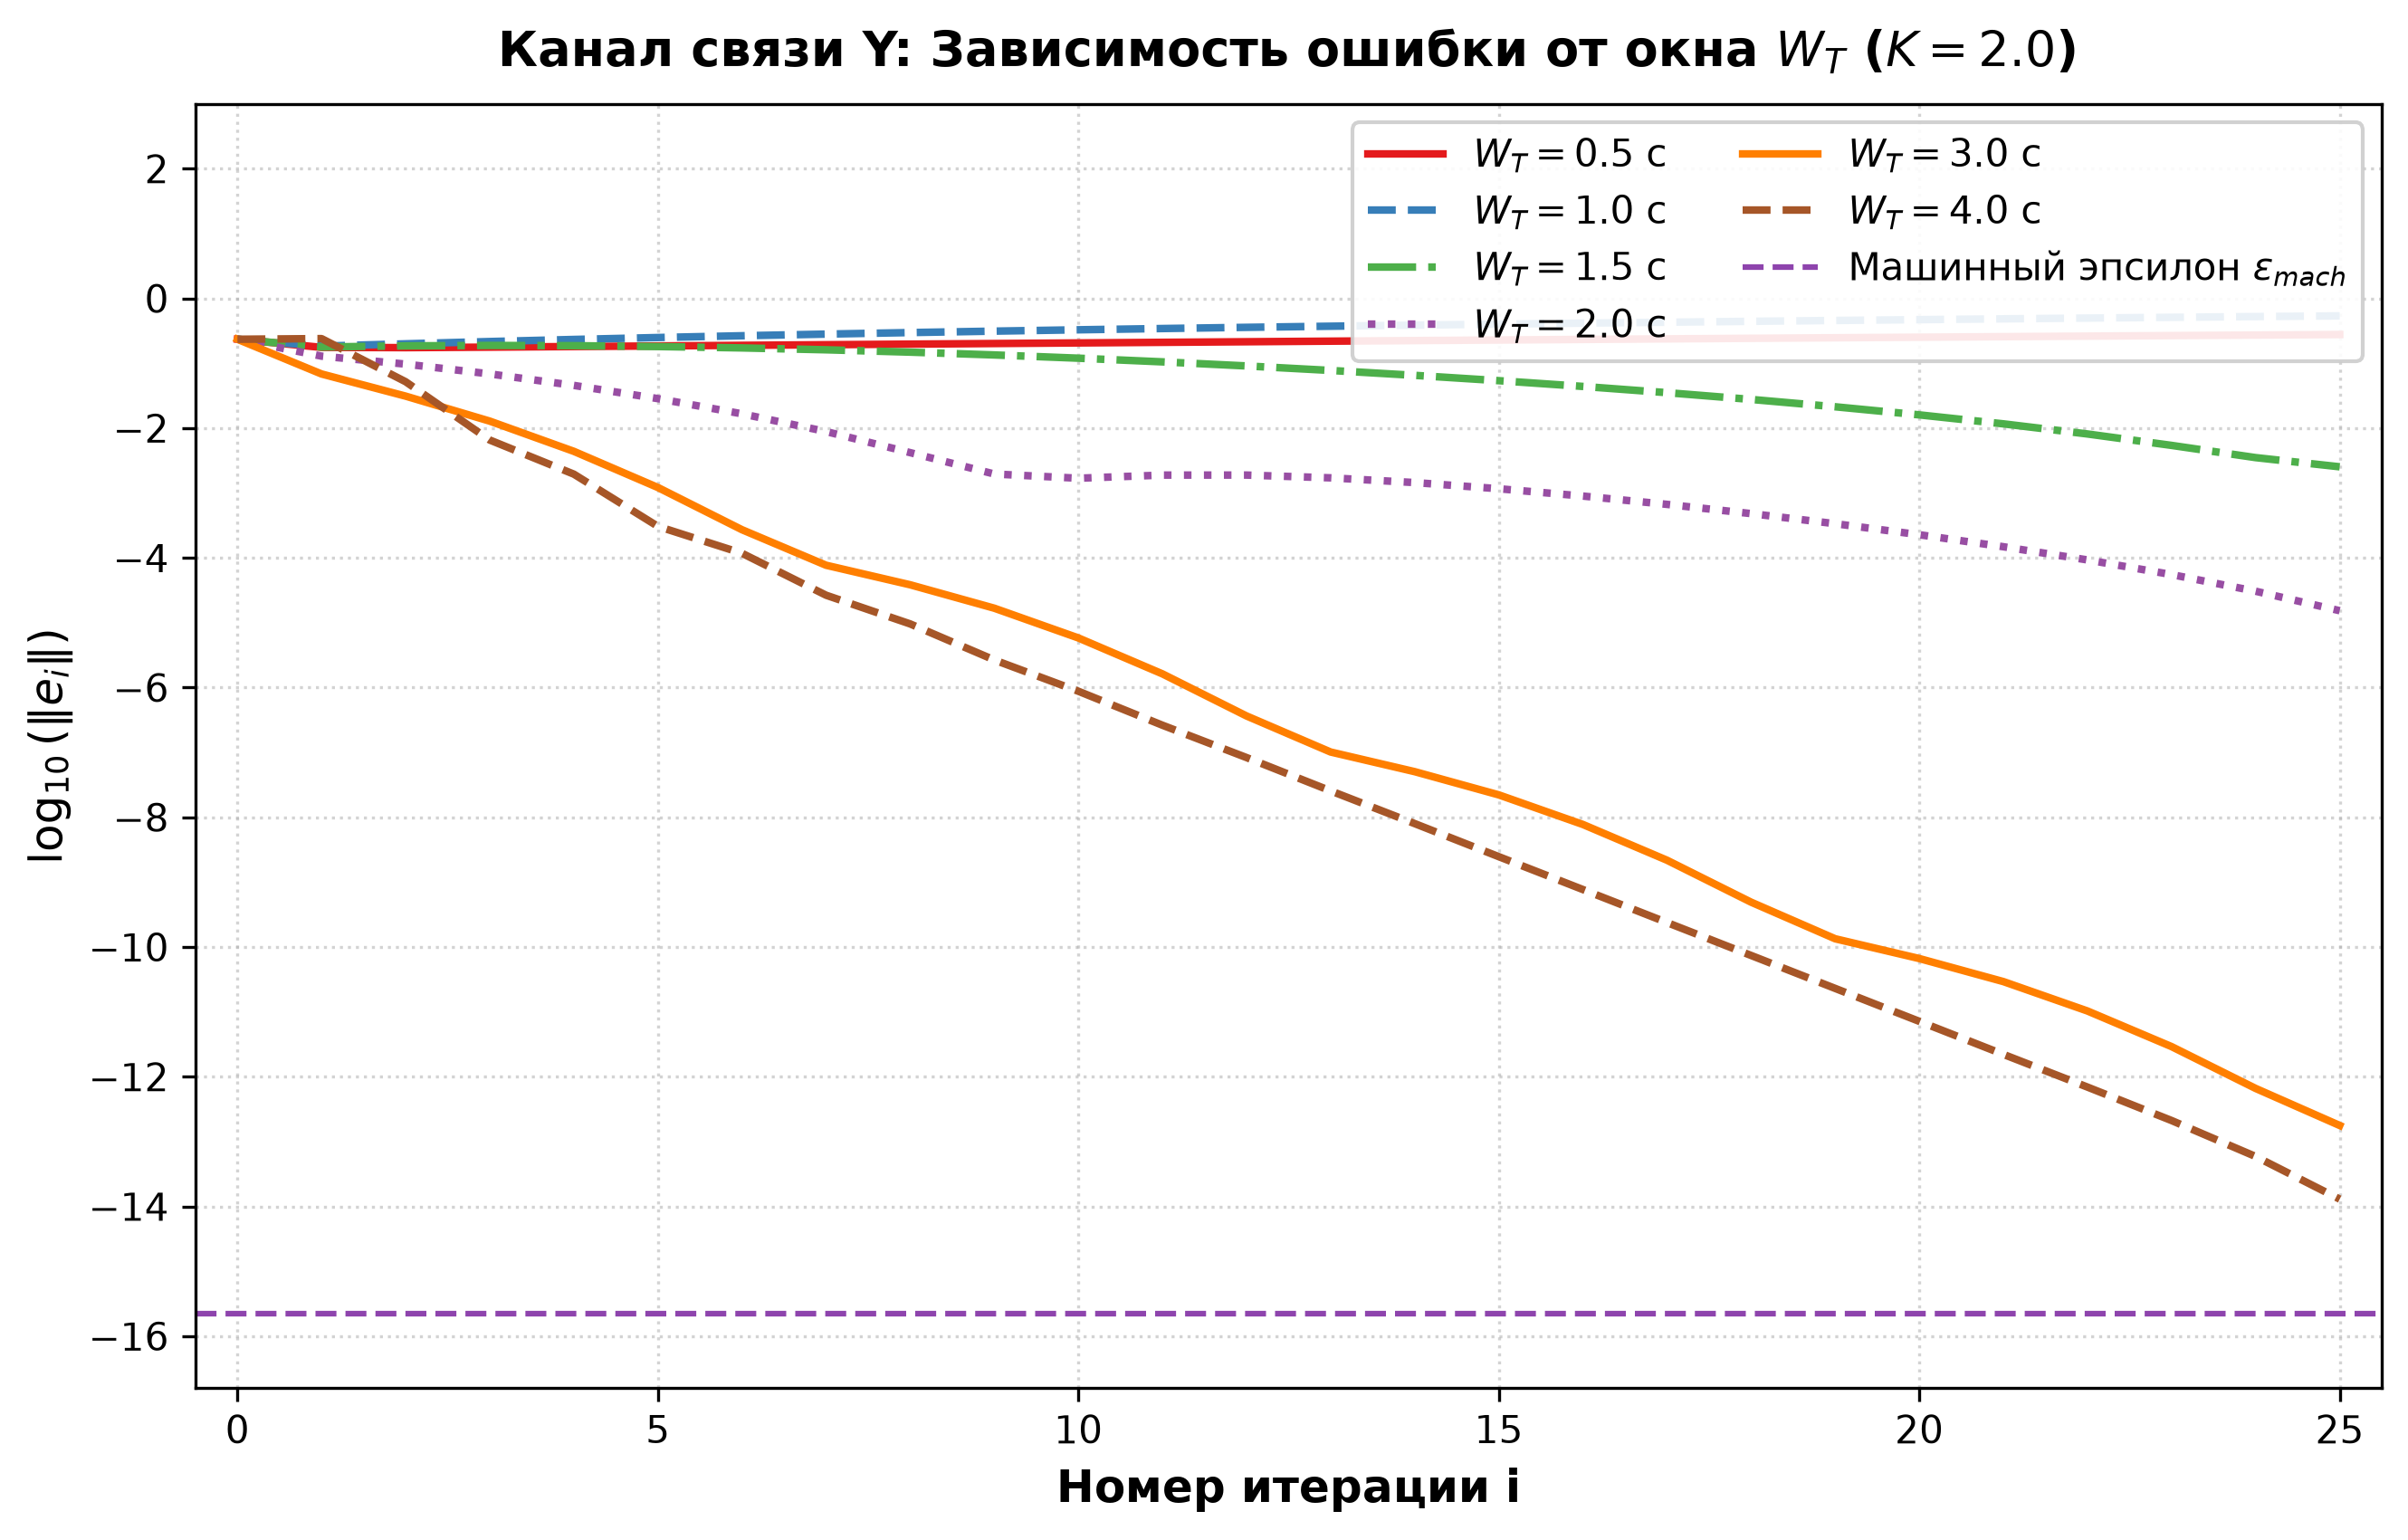 Канал связи Y: Зависимость ошибки от окна W_T (K = 2.0)
W_T = 0.5 с
W_T = 1.0 с
W_T = 1.5 с
W_T = 2.0 с
W_T = 3.0 с
W_T = 4.0 с
Машинный эпсилон ε_mach
log₁₀(‖e_i‖)
2
0
−2
−4
−6
−8
−10
−12
−14
−16
0
5
10
15
20
25
Номер итерации i